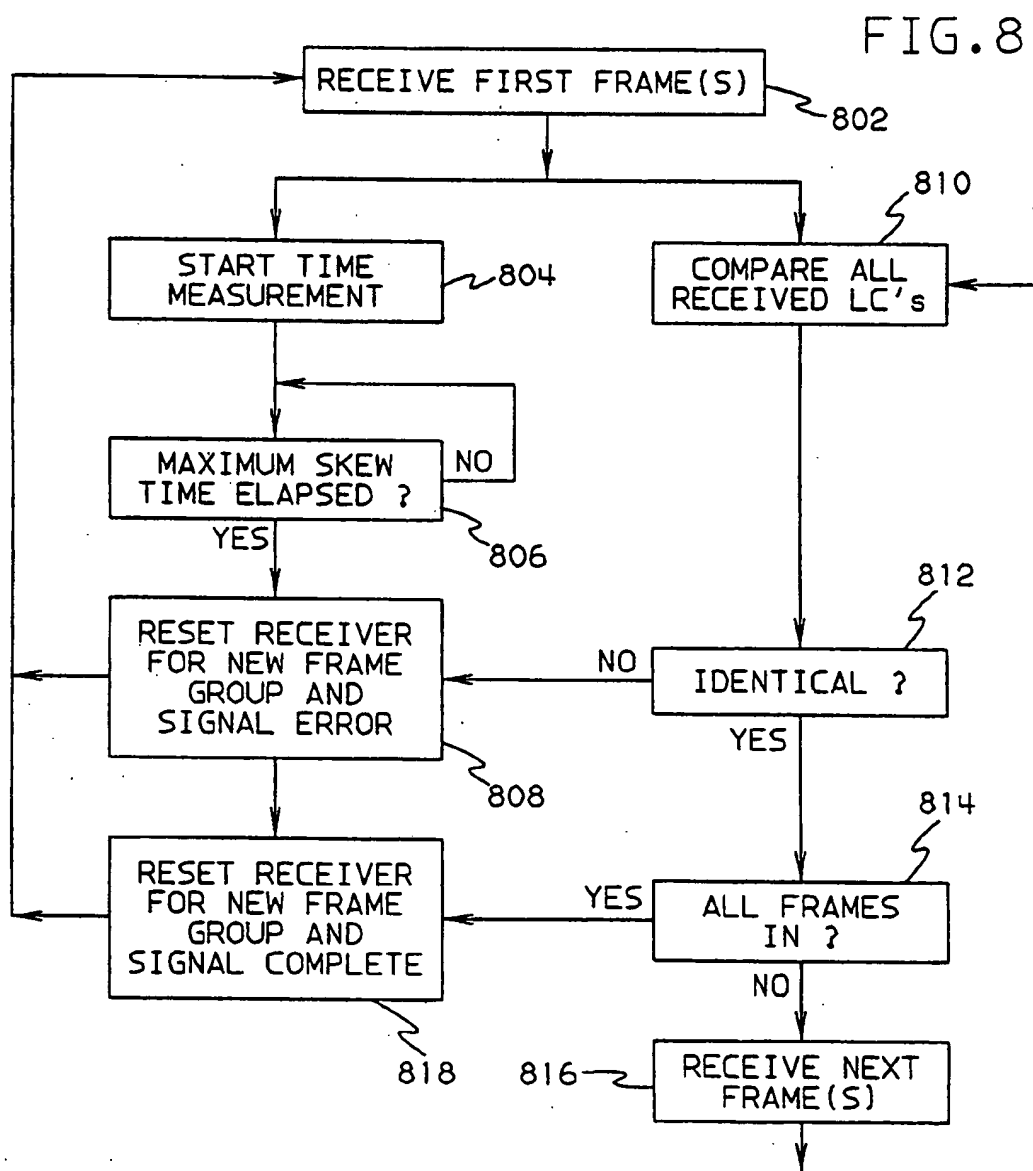 FIG.8
RECEIVE FIRST FRAME(S)
802
810
START TIME
MEASUREMENT
804
COMPARE ALL
RECEIVED LC's
MAXIMUM SKEW
TIME ELAPSED ?
NO
YES
806
812
RESET RECEIVER
FOR NEW FRAME
GROUP AND
SIGNAL ERROR
NO
IDENTICAL ?
YES
808
814
RESET RECEIVER
FOR NEW FRAME
GROUP AND
SIGNAL COMPLETE
YES
ALL FRAMES
IN ?
NO
818
816
RECEIVE NEXT
FRAME(S)